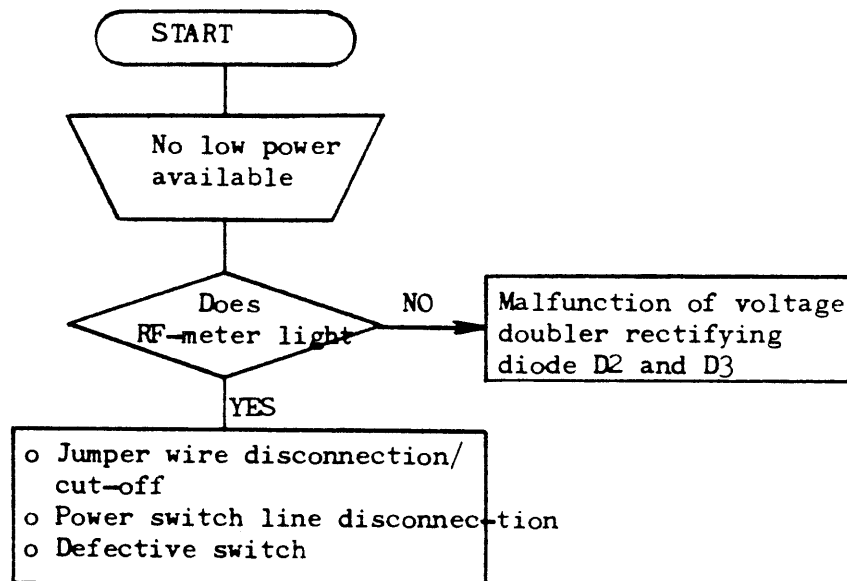 START
No low power
available
Does
RF-meter light
NO
Malfunction of voltage
doubler rectifying
diode D2 and D3
YES
o Jumper wire disconnection/
cut-off
o Power switch line disconnection
o Defective switch